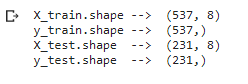 X_train.shape -->  (537, 8)
y_train.shape -->  (537,)
X_test.shape -->  (231, 8)
y_test.shape -->  (231,)